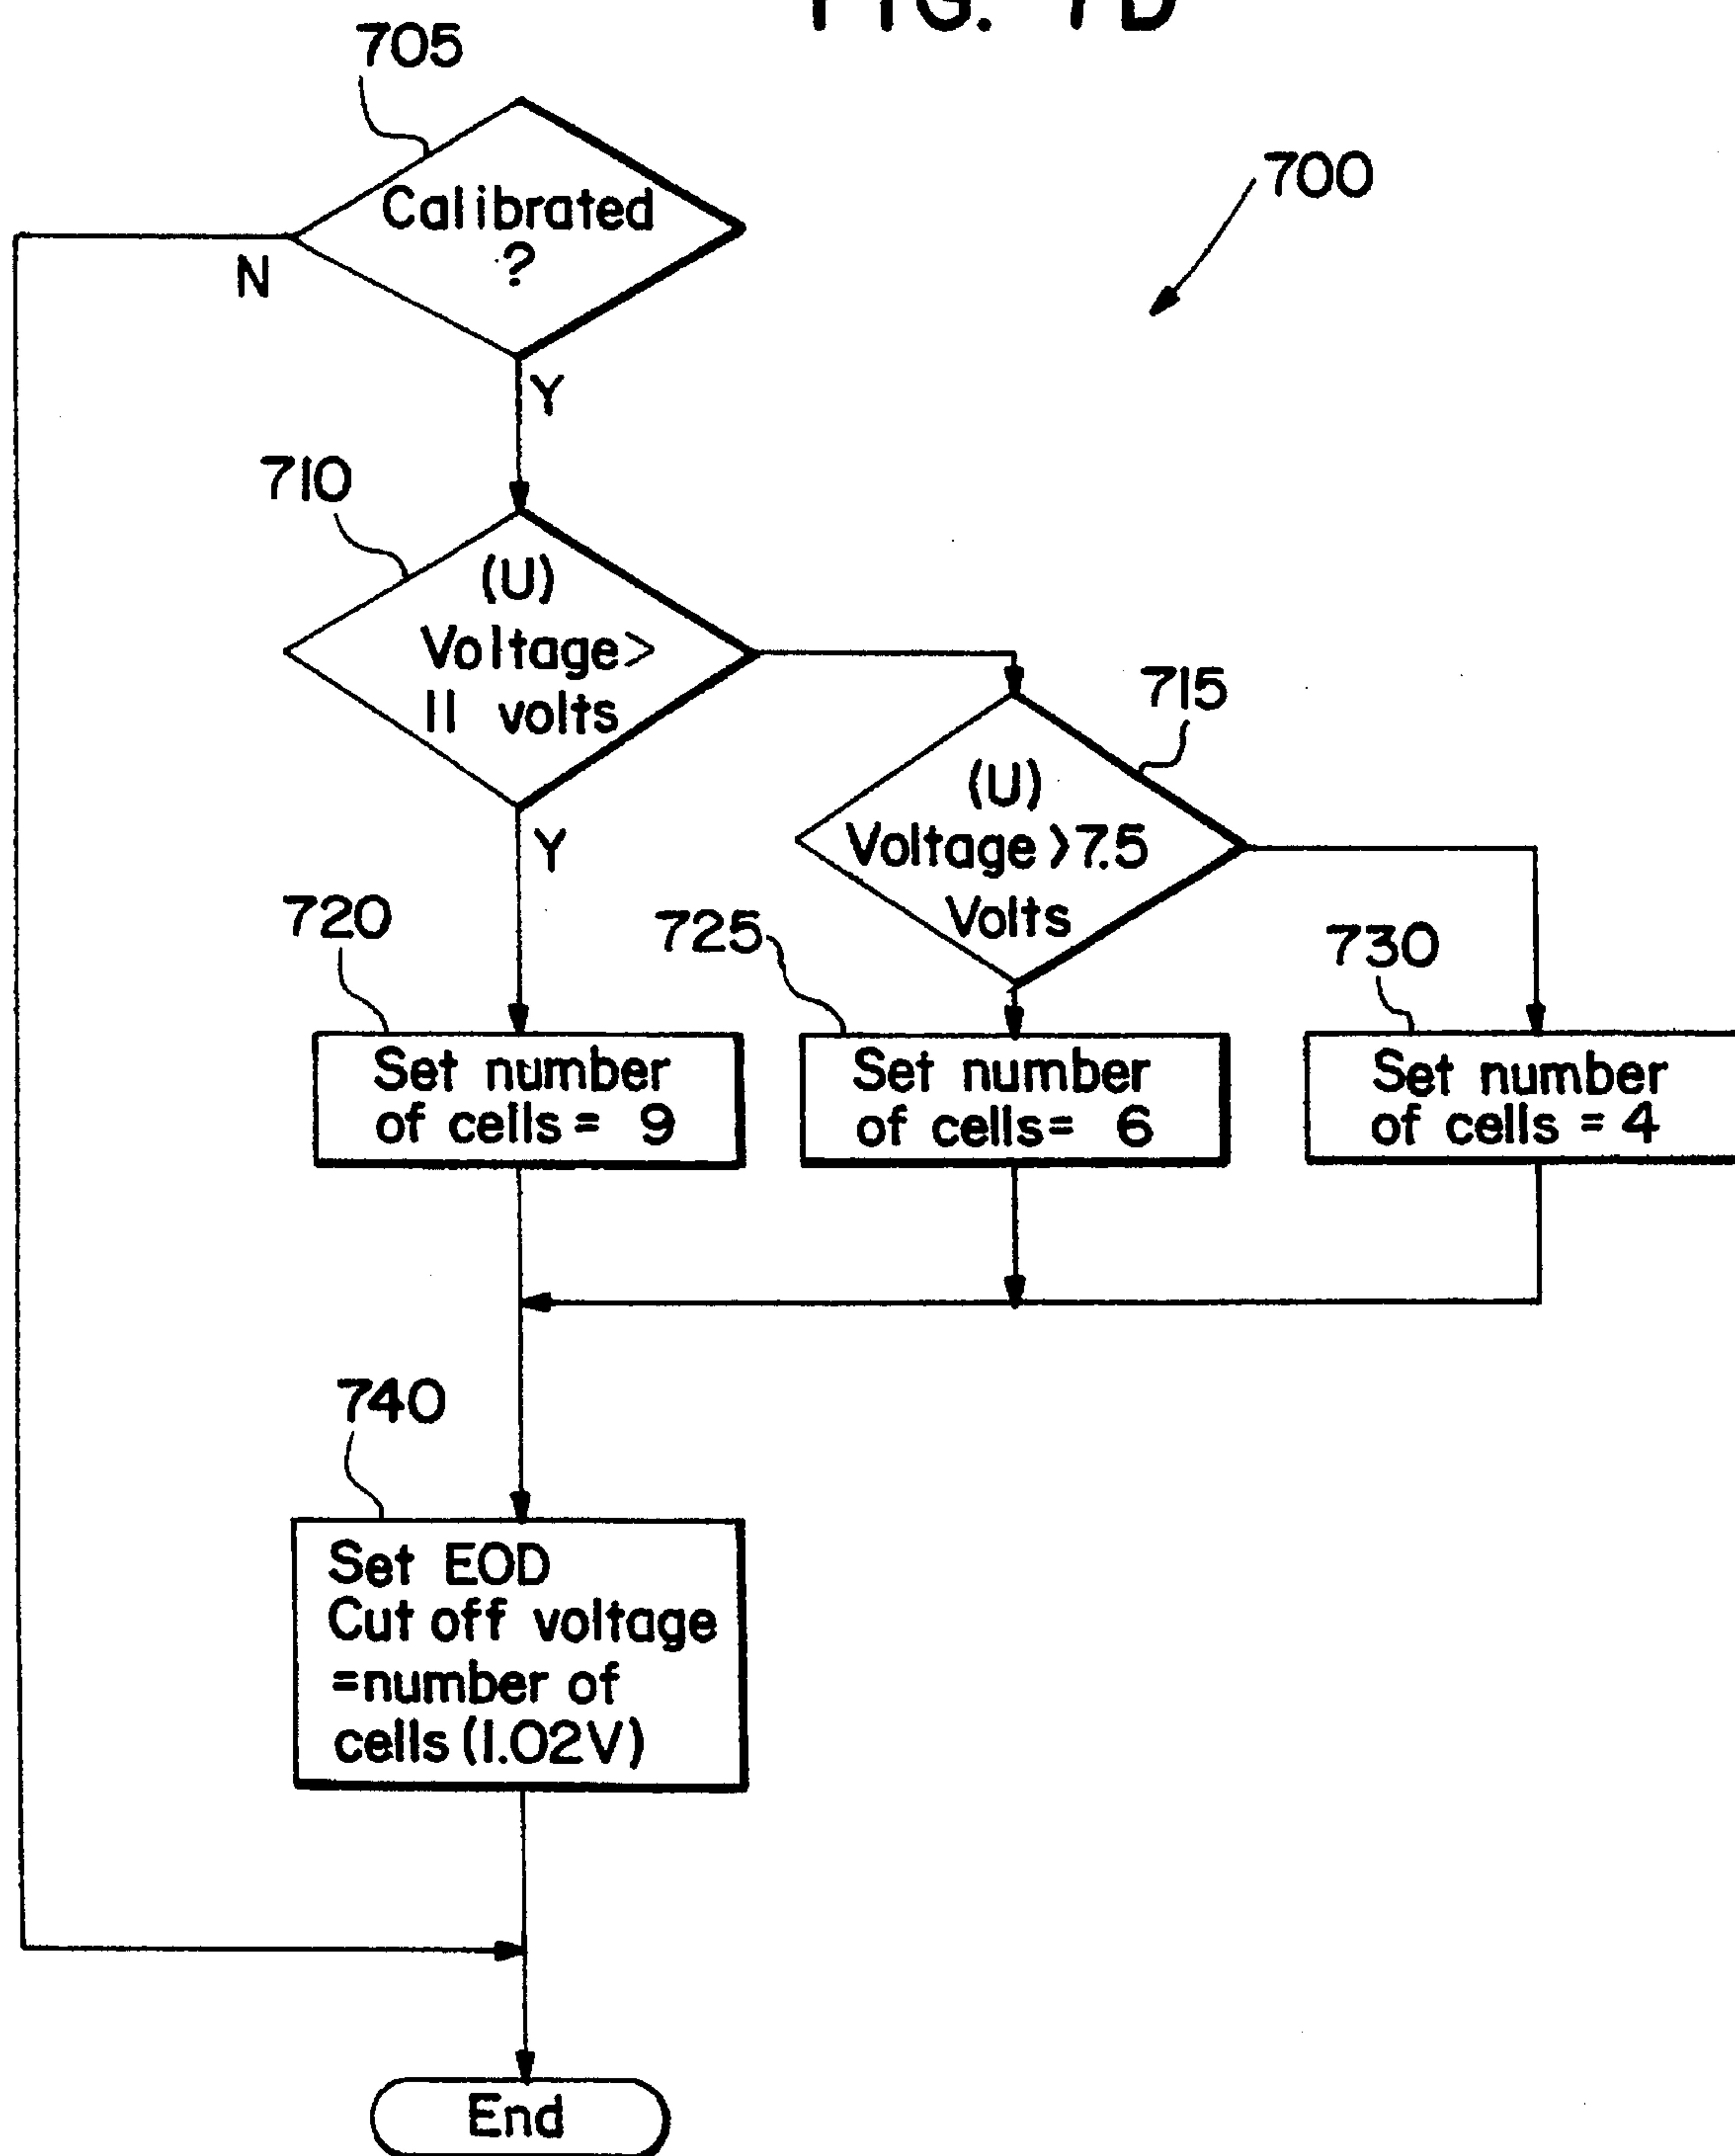 FIG. 7D
705
700
Calibrated
?
N
Y
710
(U)
Voltage>
11 volts
715
(U)
Voltage>7.5
Volts
Y
720
725
730
Set number
of cells= 9
Set number
of cells= 6
Set number
of cells =4
740
Set EOD
Cut off voltage
=number of
cells(1.02V)
End